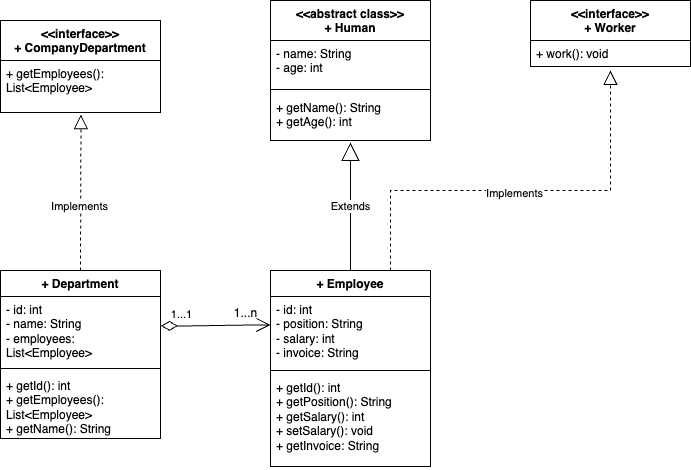 <<interface>>
+ CompanyDepartment
+ getEmployees():
List<Employee>
<<abstract class>>
+ Human
- name: String
- age: int
+ getName(): String
+ getAge(): int
<<interface>>
+ Worker
+ work(): void
Implements
Extends
Implements
+ Department
- id: int
- name: String
- employees:
List<Employee>
+ getId(): int
+ getEmployees():
List<Employee>
+ getName(): String
1...1
1...n
+ Employee
- id: int
- position: String
- salary: int
- invoice: String
+ getId(): int
+ getPosition(): String
+ getSalary(): int
+ setSalary(): void
+ getInvoice: String